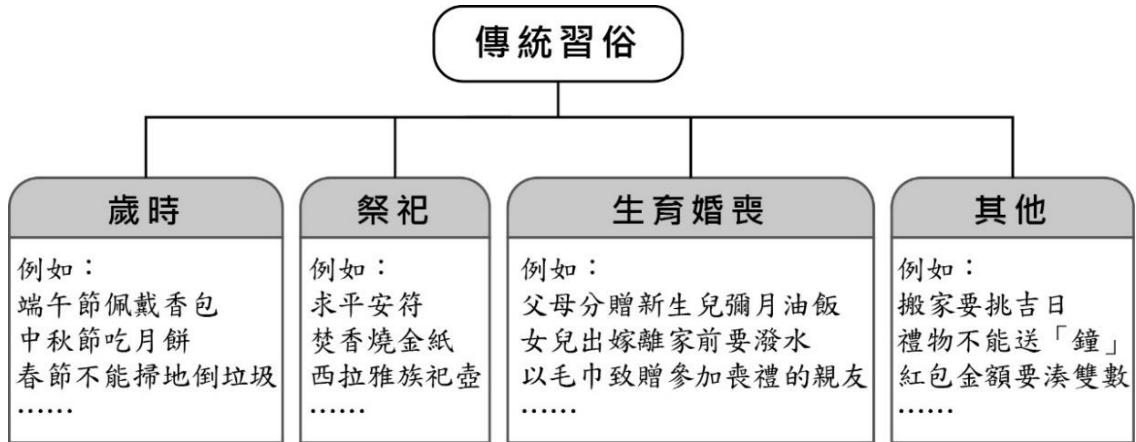 傳統習俗
歲時
例如：
端午節佩戴香包
中秋節吃月餅
春節不能掃地倒垃圾
……
祭祀
例如：
求平安符
焚香燒金紙
西拉雅族祀壺
……
生育婚喪
例如：
父母分贈新生兒彌月油飯
女兒出嫁離家前要潑水
以毛巾致贈參加喪禮的親友
……
其他
例如：
搬家要挑吉日
禮物不能送「鐘」
紅包金額要湊雙數
……